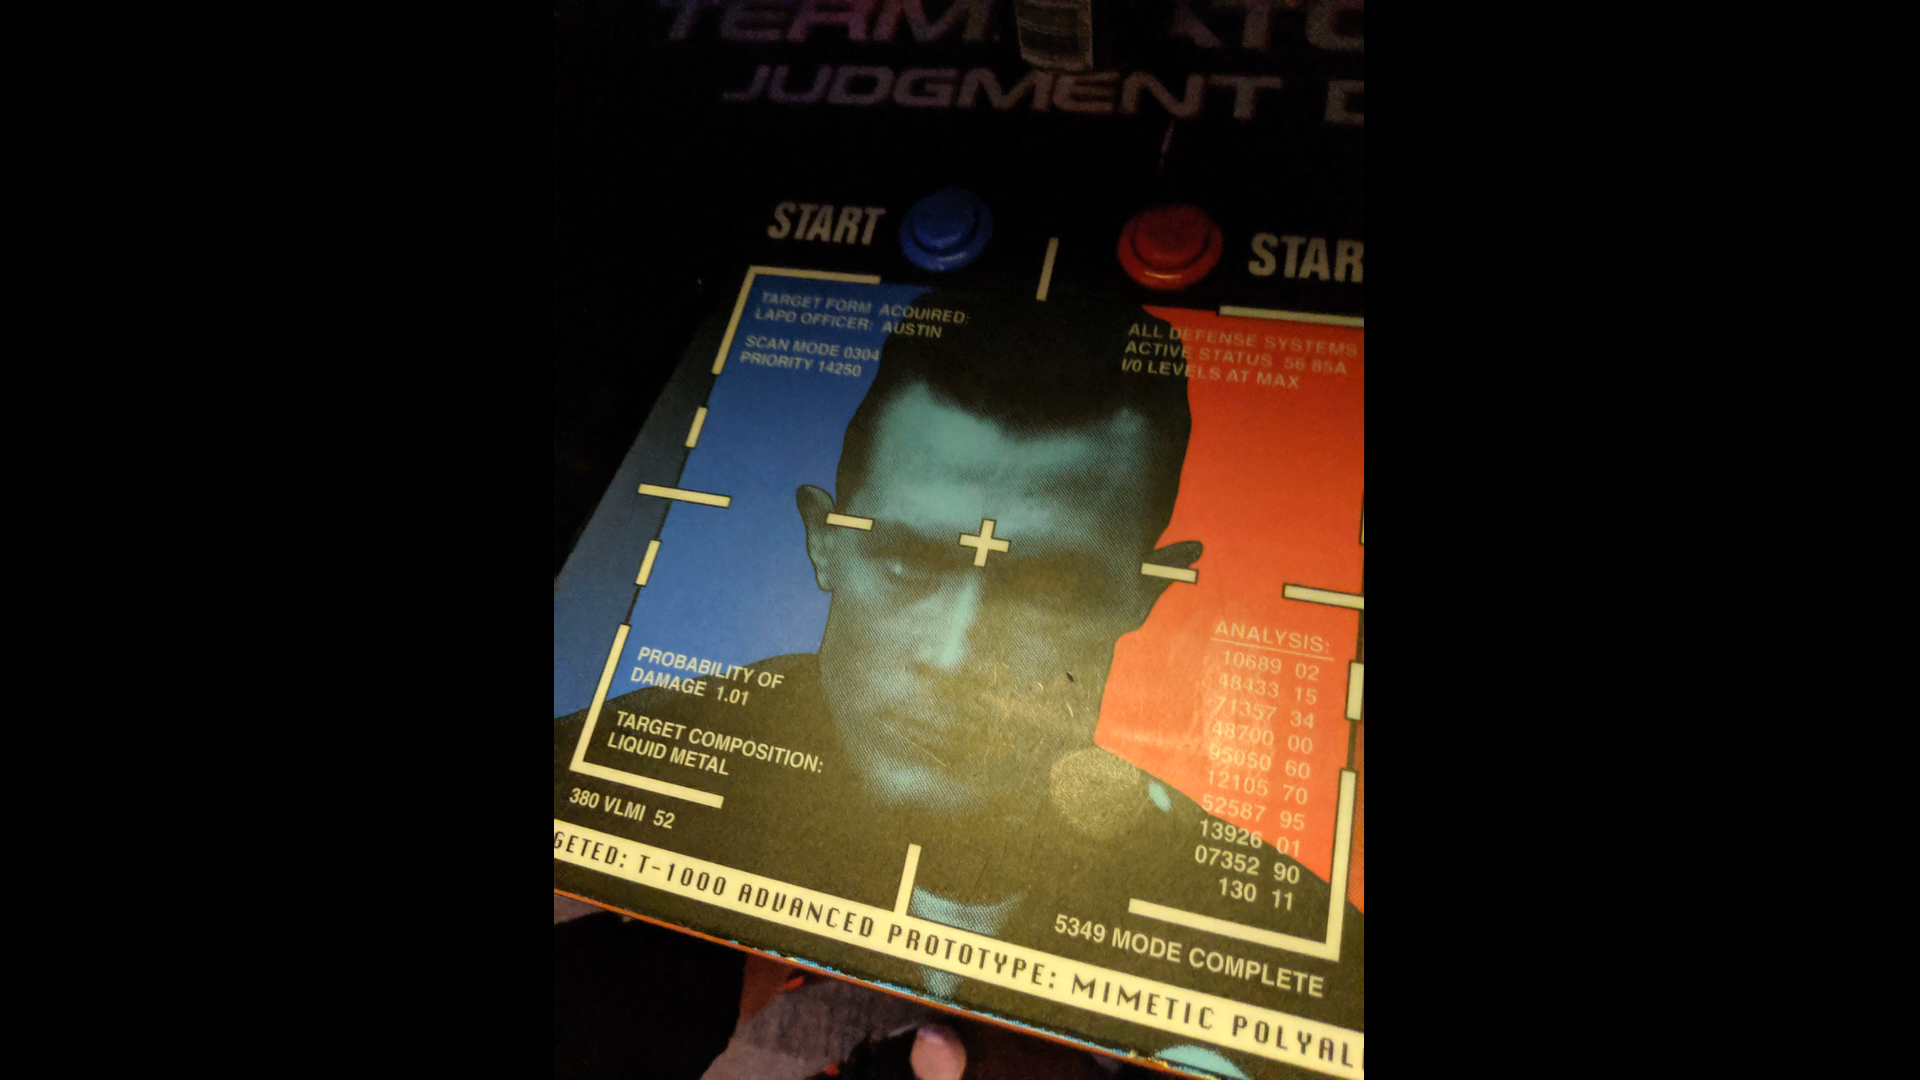 TERM
JUDGMENT D
START
STAR
TARGET FORM ACQUIRED:
LAPD OFFICER: AUSTIN
SCAN MODE 0304
PRIORITY 14250
ALL DEFENSE SYSTEMS
ACTIVE STATUS 56 85A
I/0 LEVELS AT MAX
PROBABILITY OF
DAMAGE 1.01
TARGET COMPOSITION:
LIQUID METAL
380 VLMI 52
ANALYSIS:
10689 02
48433 15
71357 34
48700 00
95050 60
12105 70
52587 95
13926 01
07352 90
130 11
5349 MODE COMPLETE
GETED: T-1000 ADVANCED PROTOTYPE: MIMETIC POLYAL